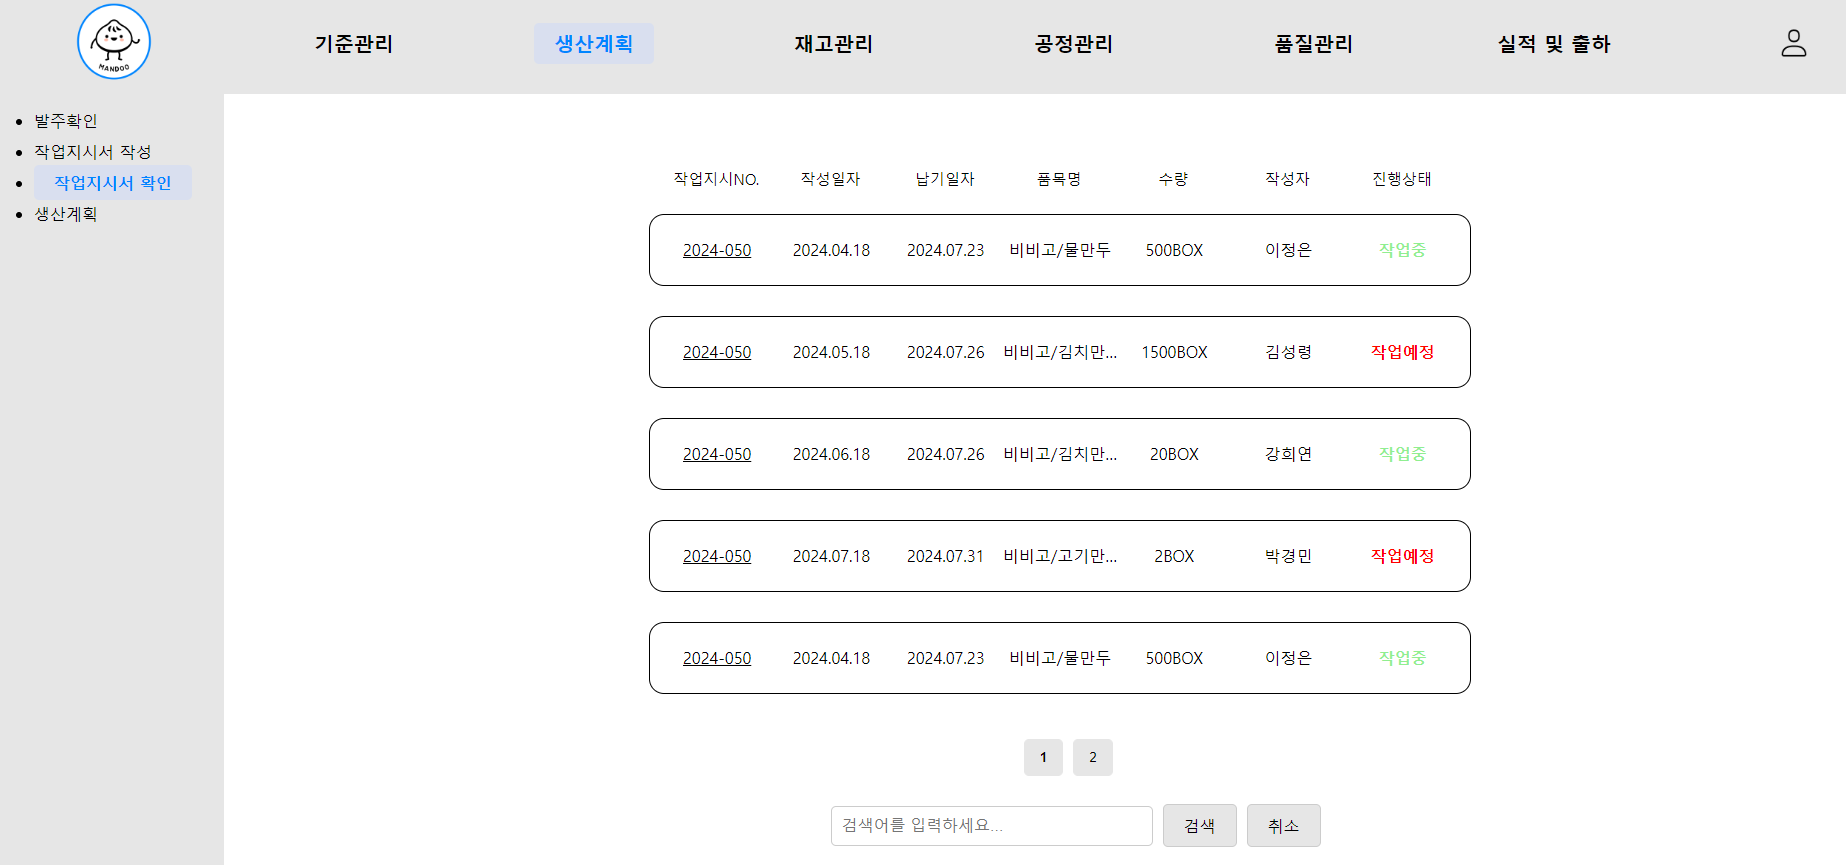 MANDOO
기준관리 생산계획 재고관리 공정관리 품질관리 실적 및 출하
발주확인
작업지시서 작성
작업지시서 확인
생산계획
작업지시NO. 작성일자 납기일자 품목명 수량 작성자 진행상태
2024-050 2024.04.18 2024.07.23 비비고/물만두 500BOX 이정은 작업중
2024-050 2024.05.18 2024.07.26 비비고/김치만... 1500BOX 김성령 작업예정
2024-050 2024.06.18 2024.07.26 비비고/김치만... 20BOX 강희연 작업중
2024-050 2024.07.18 2024.07.31 비비고/고기만... 2BOX 박경민 작업예정
2024-050 2024.04.18 2024.07.23 비비고/물만두 500BOX 이정은 작업중
1 2
검색어를 입력하세요... 검색 취소